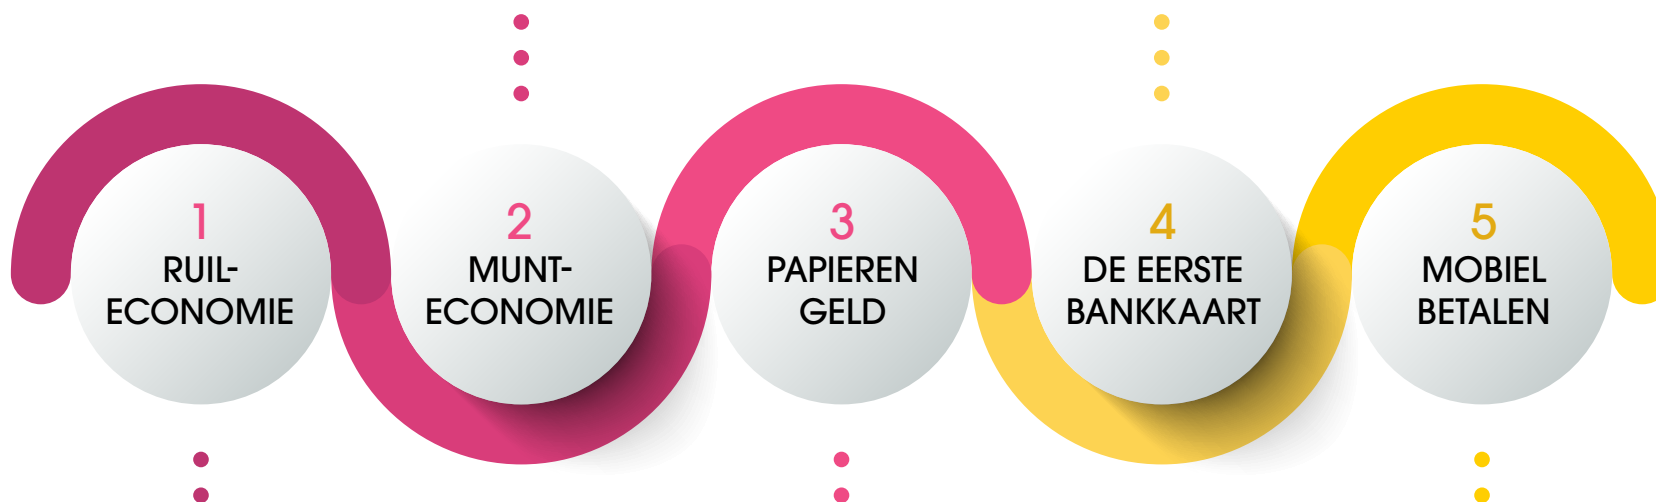 1
RUIL-
ECONOMIE
2
MUNT-
ECONOMIE
3
PAPIEREN
GELD
4
DE EERSTE
BANKKAART
5
MOBIEL
BETALEN